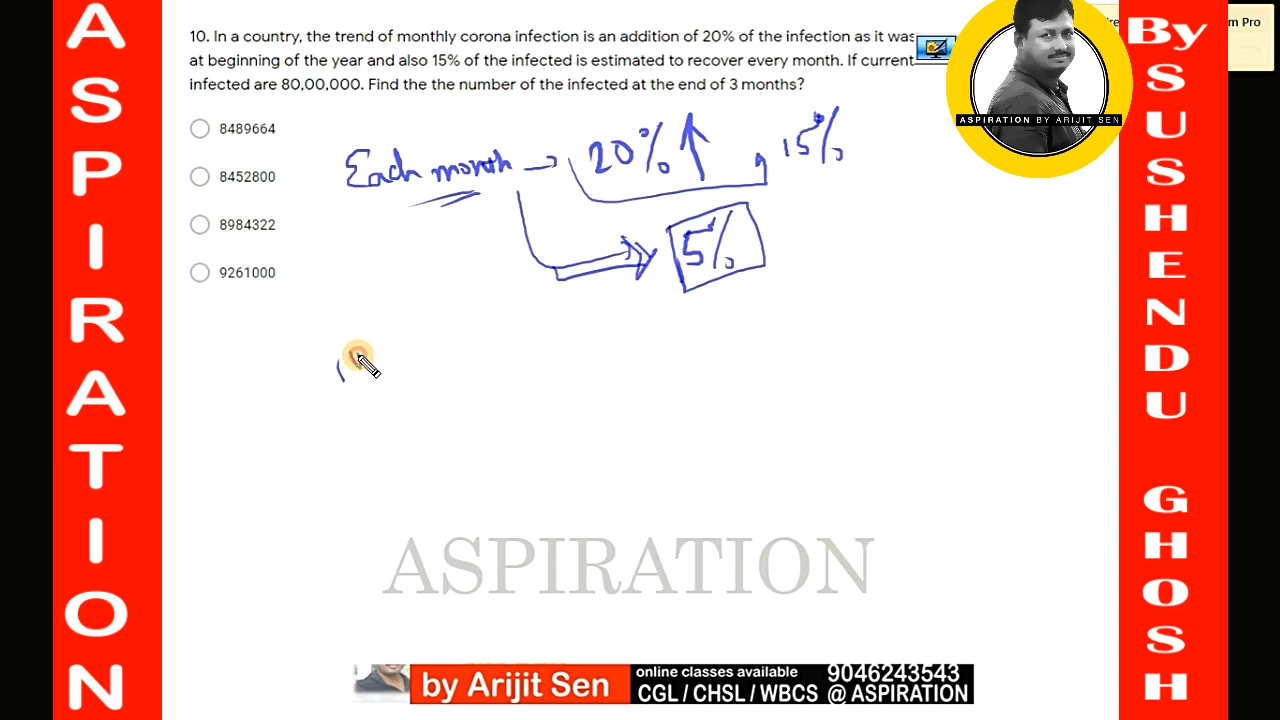 ASPIRATION
10. In a country, the trend of monthly corona infection is an addition of 20% of the infection as it was
at beginning of the year and also 15% of the infected is estimated to recover every month. If current
infected are 80,00,000. Find the the number of the infected at the end of 3 months?
8489664
8452800
8984322
9261000
Each month → 20% ↑ 15%
5%
ASPIRATION
ASPIRATION BY ARIJIT SEN
m Pro
By SUSHENDU GHOSH
by Arijit Sen
online classes available 9046243543
CGL / CHSL / WBCS @ ASPIRATION